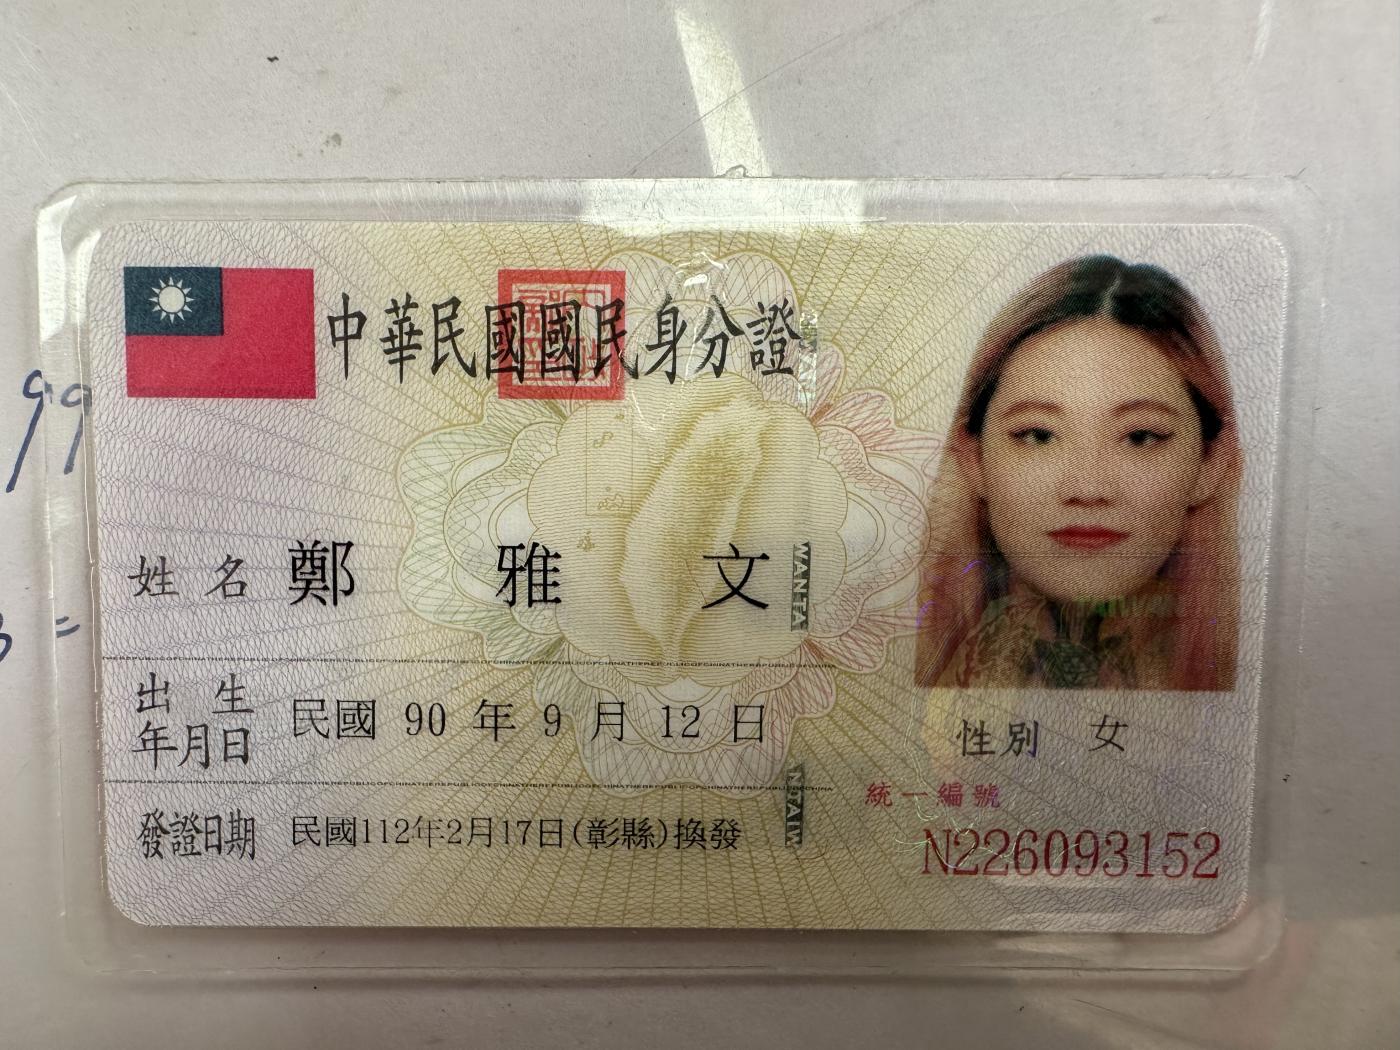 中華民國國民身分證
99
姓名 鄭雅文
=
出生年月日 民國 90 年 9 月 12 日
性別 女
發證日期 民國112年2月17日(彰縣)換發
統一編號
N226093152